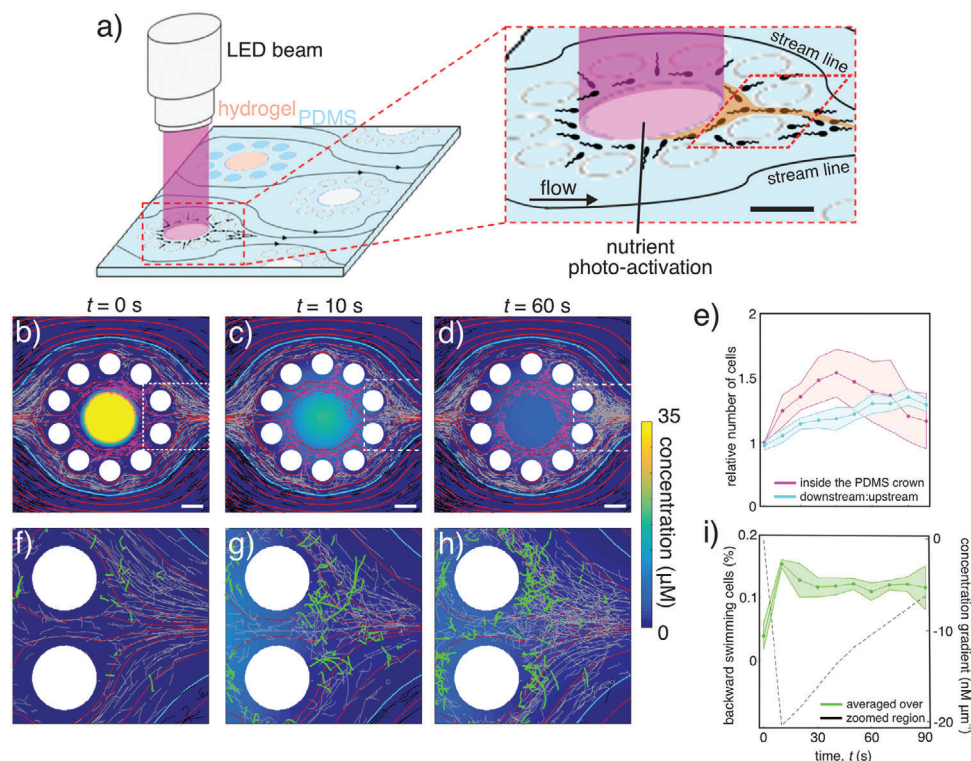 a)
LED beam
hydrogel PDMS
stream line
flow
stream line
nutrient
photo-activation
t = 0 s
t = 10 s
t = 60 s
b)
c)
d)
35
concentration (μM)
0
e)
2
1.5
1
relative number of cells
inside the PDMS crown
downstream:upstream
f)
g)
h)
i)
0.2
0.1
0
backward swimming cells (%)
0
-10
-20
concentration gradient (nM μm⁻¹)
averaged over
zoomed region
0
30
60
90
time, t (s)